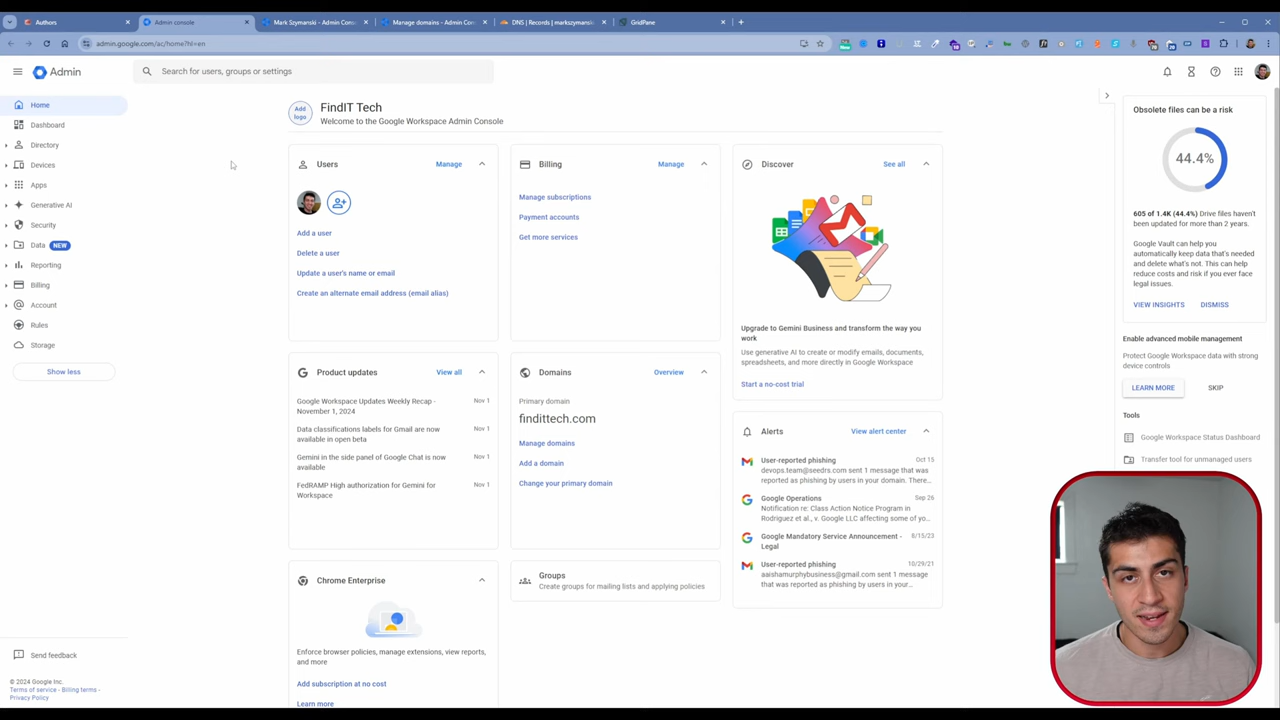 Authors
Admin console
Mark Szymanski - Admin Cons
Manage domains - Admin Conso
DNS | Records | markszymanski
GridPane
admin.google.com/ac/home?hl=en
Admin
Search for users, groups or settings
Home
Dashboard
Directory
Devices
Apps
Generative AI
Security
Data NEW
Reporting
Billing
Account
Rules
Storage
Show less
Send feedback
© 2024 Google Inc.
Terms of service - Billing terms -
Privacy Policy
Add
logo
FindIT Tech
Welcome to the Google Workspace Admin Console
Users
Manage
Add a user
Delete a user
Update a user's name or email
Create an alternate email address (email alias)
Billing
Manage
Manage subscriptions
Payment accounts
Get more services
Discover
See all
Upgrade to Gemini Business and transform the way you
work
Use generative AI to create or modify emails, documents,
spreadsheets, and more directly in Google Workspace
Start a no-cost trial
Product updates
View all
Google Workspace Updates Weekly Recap -
November 1, 2024
Nov 1
Data classifications labels for Gmail are now
available in open beta
Nov 1
Gemini in the side panel of Google Chat is now
available
Nov 1
FedRAMP High authorization for Gemini for
Workspace
Nov 1
Domains
Overview
Primary domain
findittech.com
Manage domains
Add a domain
Change your primary domain
Alerts
View alert center
User-reported phishing
Oct 15
devops.team@seedrs.com sent 1 message that was
reported as phishing by users in your domain. There...
Google Operations
Sep 26
Notification re: Class Action Notice Program in
Rodriguez et al., v. Google LLC affecting some of yo...
Google Mandatory Service Announcement -
Legal
8/15/23
User-reported phishing
10/29/21
aaishamurphybusiness@gmail.com sent 1 message
that was reported as phishing by users in your...
Chrome Enterprise
Enforce browser policies, manage extensions, view reports,
and more
Add subscription at no cost
Learn more
Groups
Create groups for mailing lists and applying policies
Obsolete files can be a risk
44.4%
605 of 1.4K (44.4%) Drive files haven't
been updated for more than 2 years.
Google Vault can help you
automatically keep data that's needed
and delete what's not. This can help
reduce costs and risk if you ever face
legal issues.
VIEW INSIGHTS
DISMISS
Enable advanced mobile management
Protect Google Workspace data with strong
device controls
LEARN MORE
SKIP
Tools
Google Workspace Status Dashboard
Transfer tool for unmanaged users